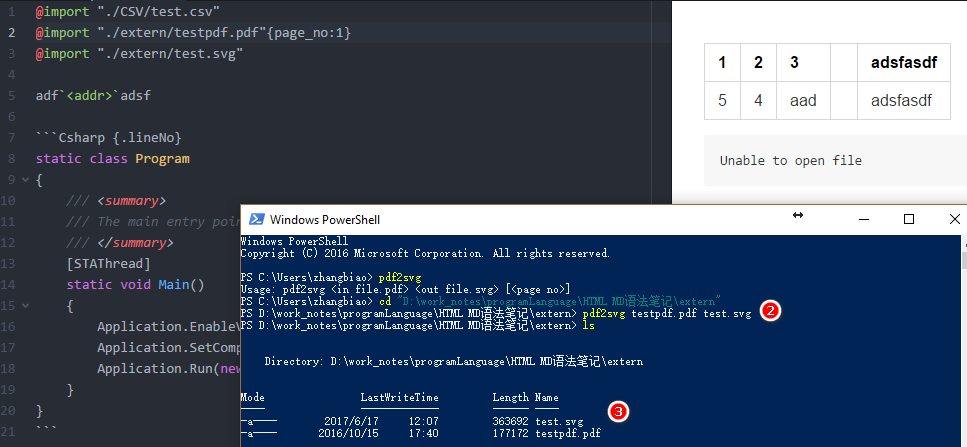 1 @import "./CSV/test.csv"
2 @import "./extern/testpdf.pdf"{page_no:1}
3 @import "./extern/test.svg"
4
5 adf`<addr>`adsf
6
7 ```Csharp {.lineNo}
8 static class Program
9 {
10 /// <summary>
11 /// The main entry poin
12 /// </summary>
13 [STAThread]
14 static void Main()
15 {
16 Application.Enable
17 Application.SetComp
18 Application.Run(new
19 }
20 }
21 ```
1 2 3 adsfasdf
5 4 aad adsfasdf
Unable to open file
Windows PowerShell
Windows PowerShell
Copyright (C) 2016 Microsoft Corporation. All rights reserved.
PS C:\Users\zhangbiao> pdf2svg
Usage: pdf2svg <in file.pdf> <out file.svg> [<page no>]
PS C:\Users\zhangbiao> cd "D:\work_notes\programLanguage\HTML MD语法笔记\extern"
PS D:\work_notes\programLanguage\HTML MD语法笔记\extern> pdf2svg testpdf.pdf test.svg
2
PS D:\work_notes\programLanguage\HTML MD语法笔记\extern> ls
Directory: D:\work_notes\programLanguage\HTML MD语法笔记\extern
Mode LastWriteTime Length Name
-a---- 2017/6/17 12:07 363692 test.svg
3
-a---- 2016/10/15 17:40 177172 testpdf.pdf